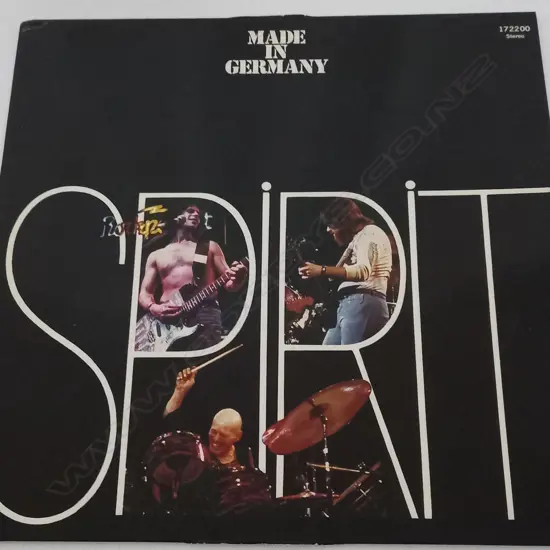 MADE
IN
GERMANY
172200
Stereo
SPIRIT